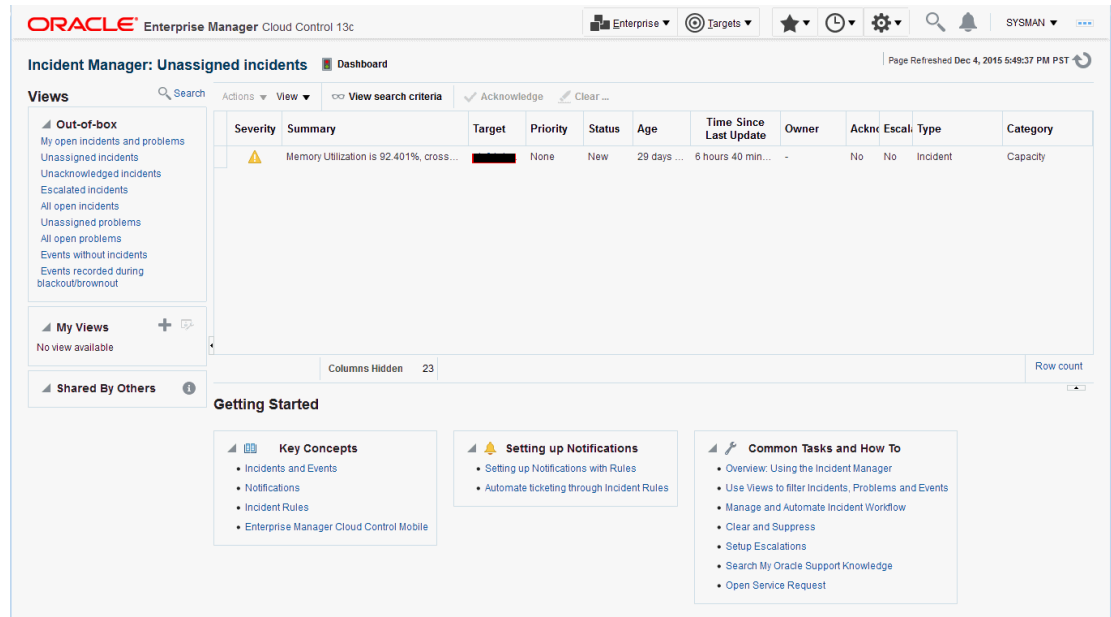 ORACLE Enterprise Manager Cloud Control 13c
Enterprise
Targets
SYSMAN
Incident Manager: Unassigned incidents
Dashboard
Page Refreshed Dec 4, 2015 5:49:37 PM PST
Views
Search
Out-of-box
My open incidents and problems
Unassigned incidents
Unacknowledged incidents
Escalated incidents
All open incidents
Unassigned problems
All open problems
Events without incidents
Events recorded during
blackout/brownout
My Views
No view available
Shared By Others
Actions View View search criteria Acknowledge Clear ...
Severity Summary Target Priority Status Age Time Since Last Update Owner Ackno Escala Type Category
Memory Utilization is 92.401%, cross... None New 29 days ... 6 hours 40 min... - No No Incident Capacity
Columns Hidden 23
Row count
Getting Started
Key Concepts
• Incidents and Events
• Notifications
• Incident Rules
• Enterprise Manager Cloud Control Mobile
Setting up Notifications
• Setting up Notifications with Rules
• Automate ticketing through Incident Rules
Common Tasks and How To
• Overview: Using the Incident Manager
• Use Views to filter Incidents, Problems and Events
• Manage and Automate Incident Workflow
• Clear and Suppress
• Setup Escalations
• Search My Oracle Support Knowledge
• Open Service Request